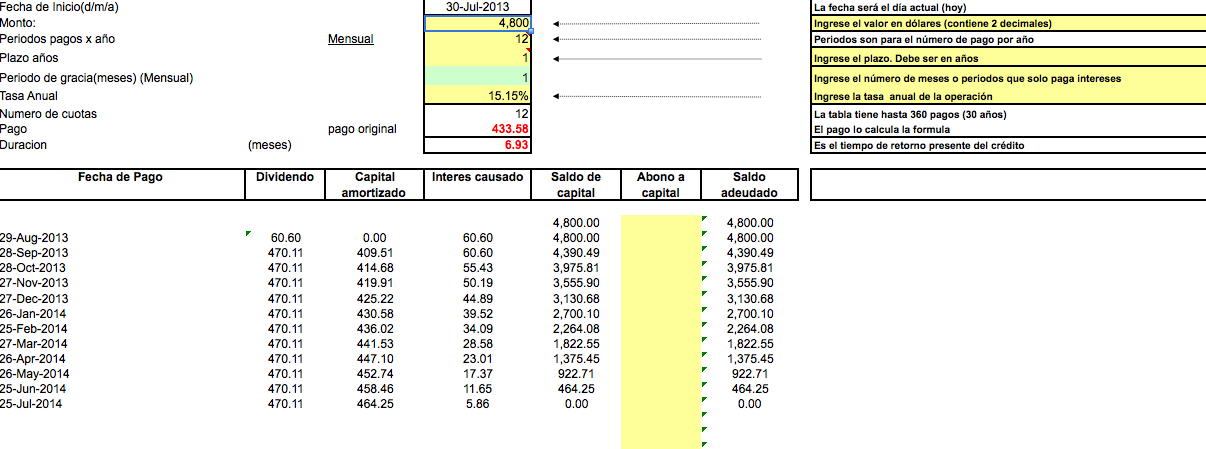 Fecha de Inicio(d/m/a) 30-Jul-2013 La fecha será el día actual (hoy)
Monto: 4,800 Ingrese el valor en dólares (contiene 2 decimales)
Periodos pagos x año Mensual 12 Periodos son para el número de pago por año
Plazo años 1 Ingrese el plazo. Debe ser en años
Periodo de gracia(meses) (Mensual) 1 Ingrese el número de meses o periodos que solo paga intereses
Tasa Anual 15.15% Ingrese la tasa anual de la operación
Numero de cuotas 12 La tabla tiene hasta 360 pagos (30 años)
Pago pago original 433.58 El pago lo calcula la formula
Duracion (meses) 6.93 Es el tiempo de retorno presente del crédito
Fecha de Pago Dividendo Capital Interes causado Saldo de Abono a Saldo
amortizado capital capital adeudado
4,800.00 4,800.00
29-Aug-2013 60.60 0.00 60.60 4,800.00 4,800.00
28-Sep-2013 470.11 409.51 60.60 4,390.49 4,390.49
28-Oct-2013 470.11 414.68 55.43 3,975.81 3,975.81
27-Nov-2013 470.11 419.91 50.19 3,555.90 3,555.90
27-Dec-2013 470.11 425.22 44.89 3,130.68 3,130.68
26-Jan-2014 470.11 430.58 39.52 2,700.10 2,700.10
25-Feb-2014 470.11 436.02 34.09 2,264.08 2,264.08
27-Mar-2014 470.11 441.53 28.58 1,822.55 1,822.55
26-Apr-2014 470.11 447.10 23.01 1,375.45 1,375.45
26-May-2014 470.11 452.74 17.37 922.71 922.71
25-Jun-2014 470.11 458.46 11.65 464.25 464.25
25-Jul-2014 470.11 464.25 5.86 0.00 0.00